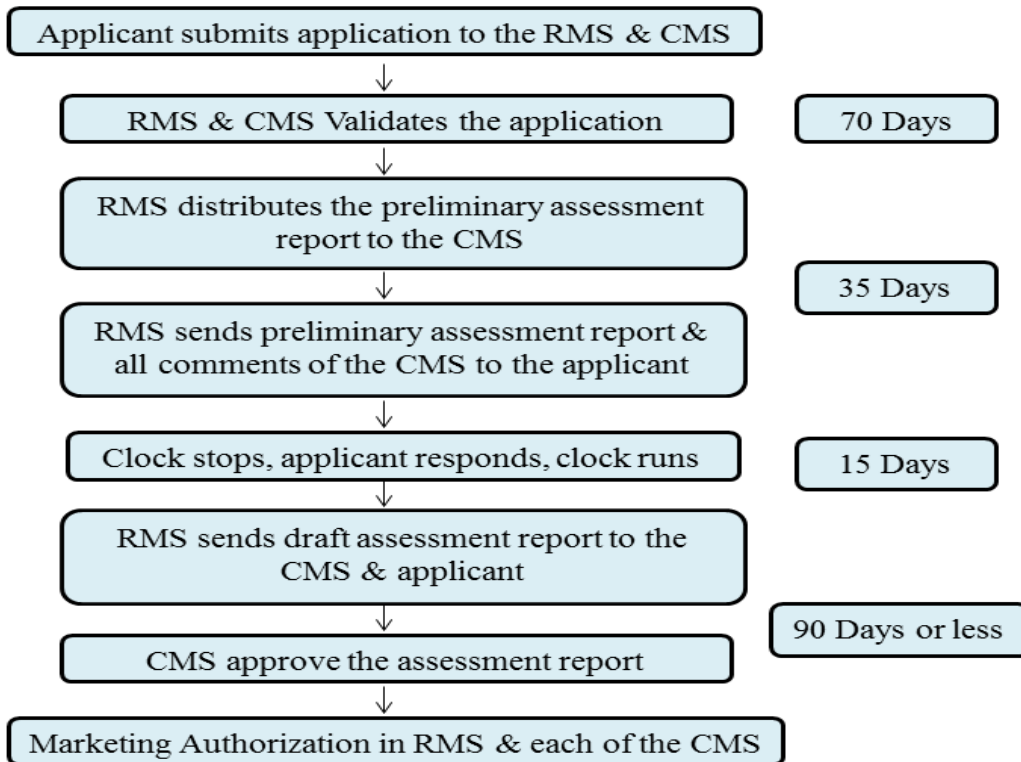 Applicant submits application to the RMS & CMS
RMS & CMS Validates the application
70 Days
RMS distributes the preliminary assessment
report to the CMS
35 Days
RMS sends preliminary assessment report &
all comments of the CMS to the applicant
Clock stops, applicant responds, clock runs
15 Days
RMS sends draft assessment report to the
CMS & applicant
90 Days or less
CMS approve the assessment report
Marketing Authorization in RMS & each of the CMS